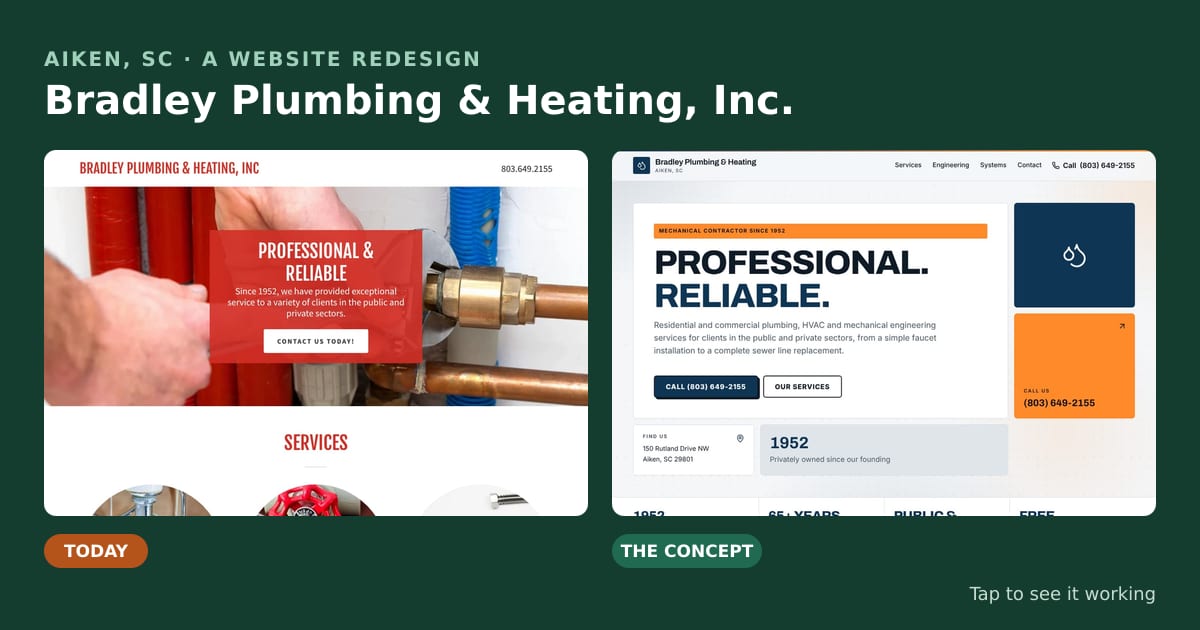 AIKEN, SC · A WEBSITE REDESIGN
Bradley Plumbing & Heating, Inc.
BRADLEY PLUMBING & HEATING, INC
803.649.2155
PROFESSIONAL &
RELIABLE
Since 1952, we have provided exceptional
service to a variety of clients in the public and
private sectors.
CONTACT US TODAY!
SERVICES
Bradley Plumbing & Heating
AIKEN, SC
Services
Engineering
Systems
Contact
Call (803) 649-2155
MECHANICAL CONTRACTOR SINCE 1952
PROFESSIONAL.
RELIABLE.
Residential and commercial plumbing, HVAC and mechanical engineering
services for clients in the public and private sectors, from a simple faucet
installation to a complete sewer line replacement.
CALL (803) 649-2155
OUR SERVICES
CALL US
(803) 649-2155
FIND US
150 Rutland Drive NW
Aiken, SC 29801
1952
Privately owned since our founding
1952
65+ YEARS
PUBLIC &
FREE
TODAY
THE CONCEPT
Tap to see it working